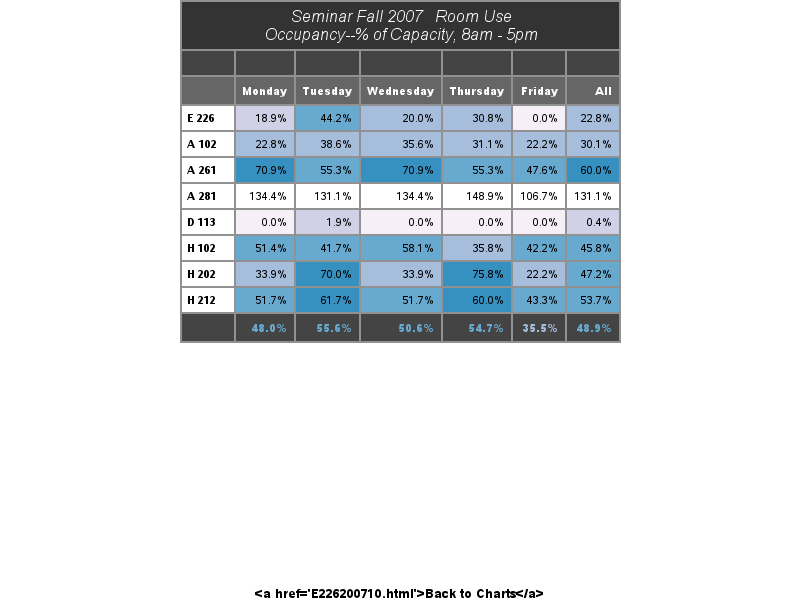 Seminar Fall 2007 Room Use
Occupancy--% of Capacity, 8am - 5pm
Monday Tuesday Wednesday Thursday Friday All
E 226 18.9% 44.2% 20.0% 30.8% 0.0% 22.8%
A 102 22.8% 38.6% 35.6% 31.1% 22.2% 30.1%
A 261 70.9% 55.3% 70.9% 55.3% 47.6% 60.0%
A 281 134.4% 131.1% 134.4% 148.9% 106.7% 131.1%
D 113 0.0% 1.9% 0.0% 0.0% 0.0% 0.4%
H 102 51.4% 41.7% 58.1% 35.8% 42.2% 45.8%
H 202 33.9% 70.0% 33.9% 75.8% 22.2% 47.2%
H 212 51.7% 61.7% 51.7% 60.0% 43.3% 53.7%
48.0% 55.6% 50.6% 54.7% 35.5% 48.9%
<a href='E226200710.html'>Back to Charts</a>